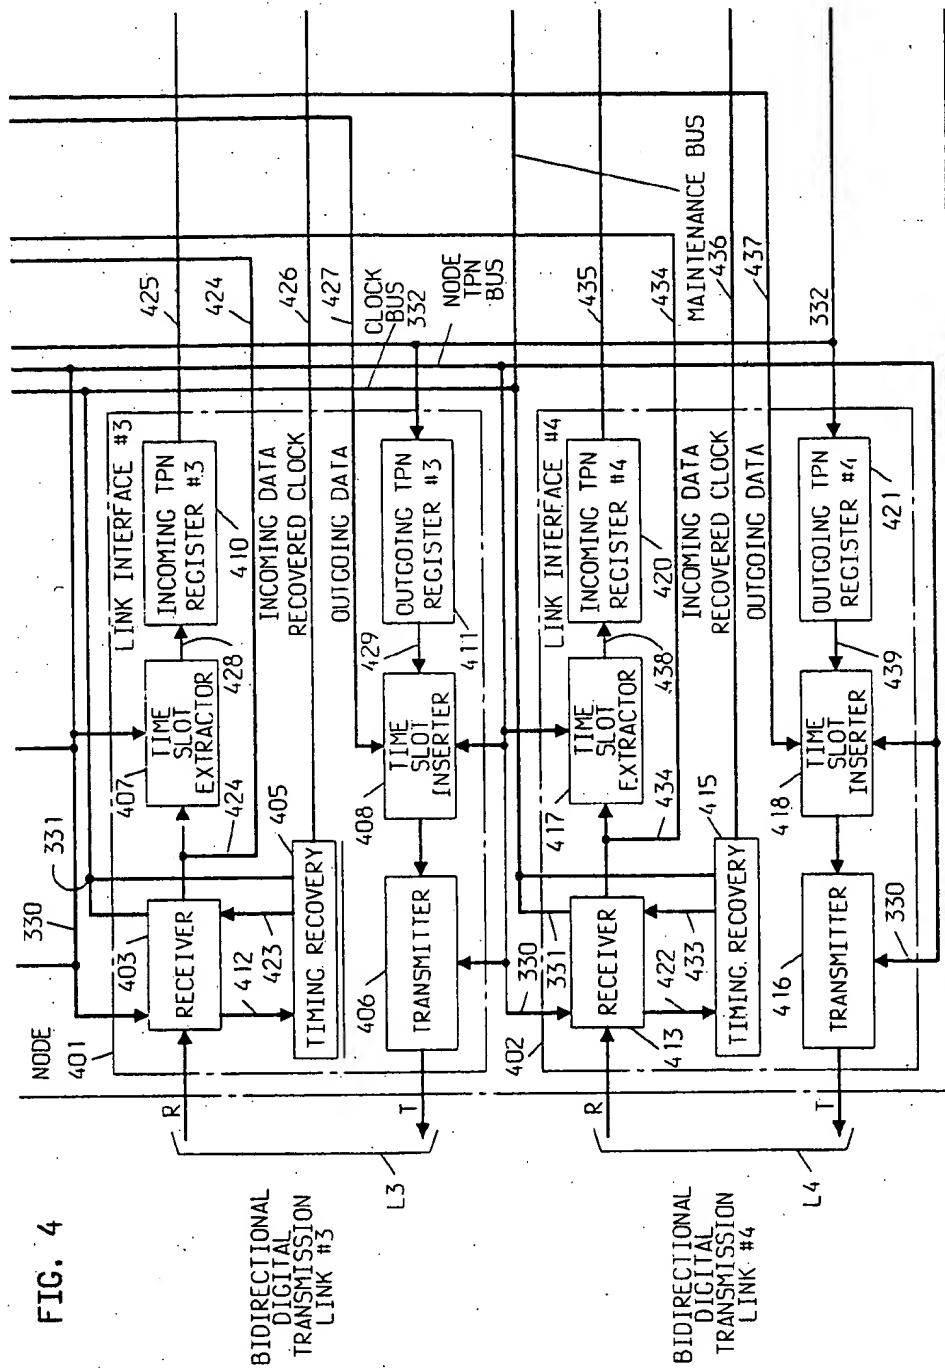 FIG. 4
BIDIRECTIONAL
DIGITAL
TRANSMISSION
LINK #3
L3
R
T
NODE
401
330
331
403
RECEIVER
412
423
405
TIMING RECOVERY
407
TIME
SLOT
EXTRACTOR
424
428
LINK INTERFACE #3
INCOMING TPN
REGISTER #3
410
INCOMING DATA
RECOVERED CLOCK
OUTGOING DATA
406
TRANSMITTER
408
TIME
SLOT
INSERTER
429
OUTGOING TPN
REGISTER #3
411
425
424
426
427
CLOCK
BUS
332
NODE
TPN
BUS
BIDIRECTIONAL
DIGITAL
TRANSMISSION
LINK #4
L4
R
T
402
330
331
RECEIVER
413
422
433
TIMING RECOVERY
415
417
TIME
SLOT
EXTRACTOR
434
438
LINK INTERFACE #4
INCOMING TPN
REGISTER #4
420
INCOMING DATA
RECOVERED CLOCK
OUTGOING DATA
416
TRANSMITTER
330
418
TIME
SLOT
INSERTER
439
OUTGOING TPN
REGISTER #4
421
435
434
MAINTENANCE BUS
436
437
332